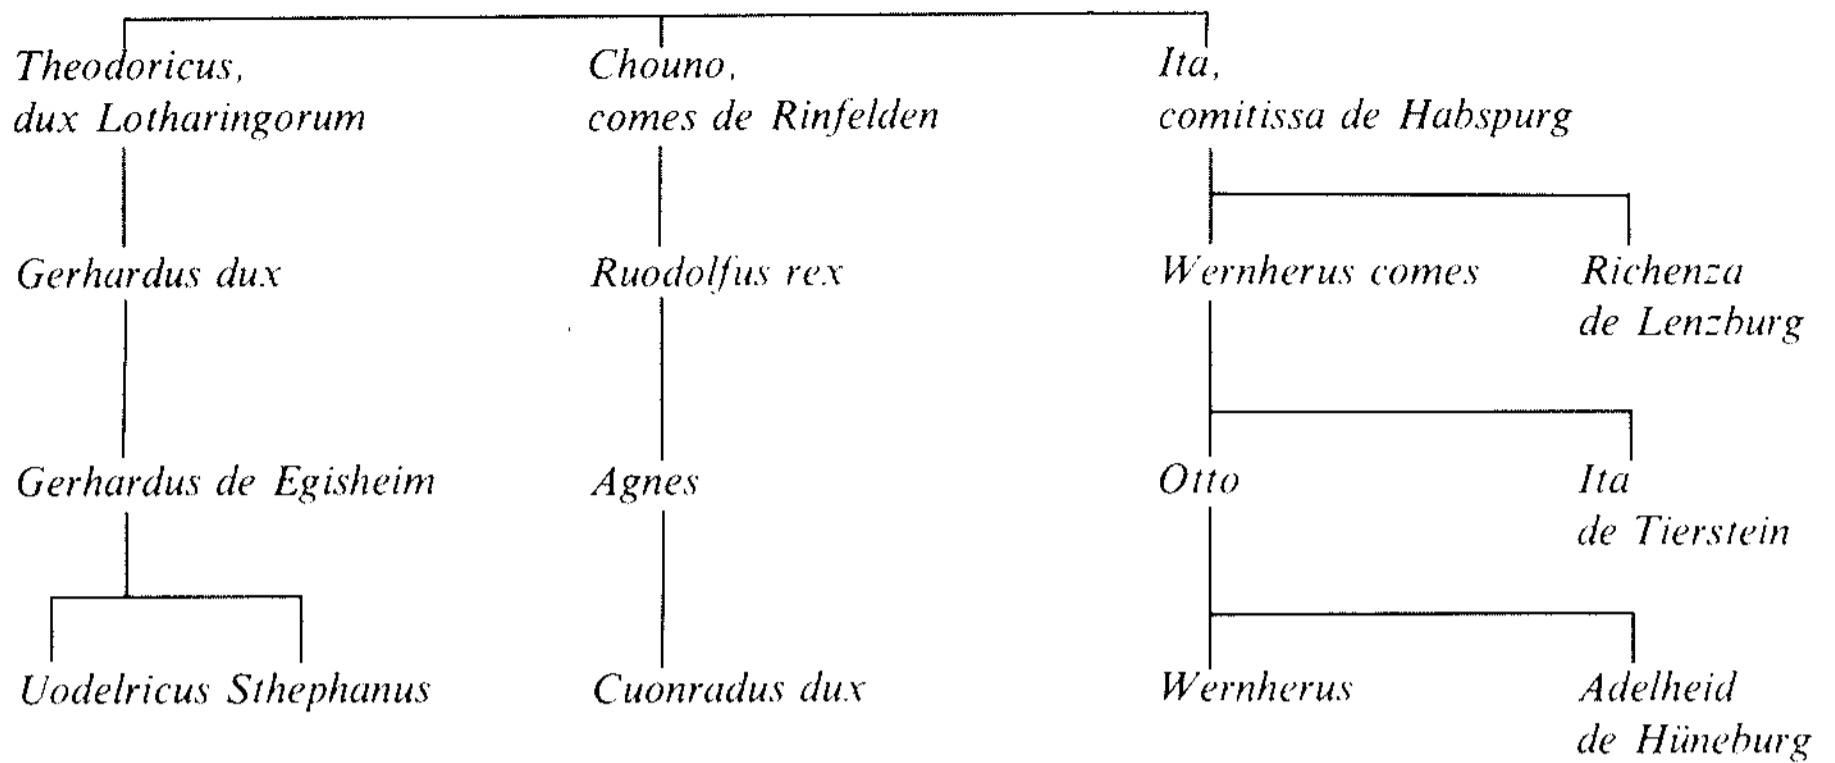 Theodoricus,
dux Lotharingorum
Chouno,
comes de Rinfelden
Ita,
comitissa de Habspurg
Gerhardus dux
Ruodolfus rex
Wernherus comes
Richenza
de Lenzburg
Gerhardus de Egisheim
Agnes
Otto
Ita
de Tierstein
Uodelricus Sthephanus
Cuonradus dux
Wernherus
Adelheid
de Hüneburg